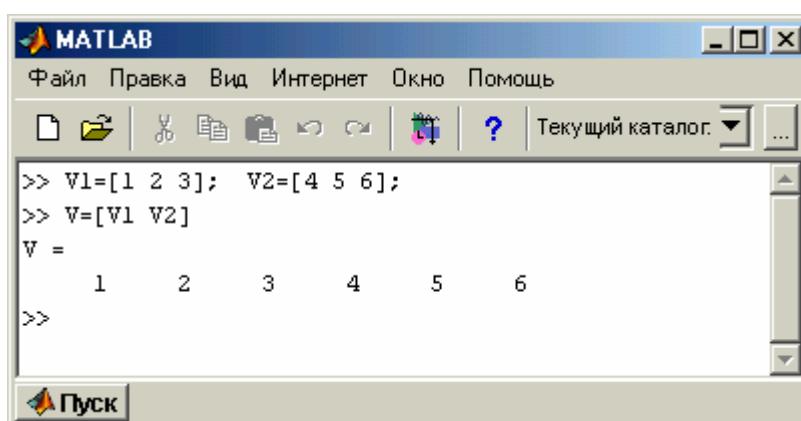 MATLAB
Файл Правка Вид Интернет Окно Помощь
? Текущий каталог: ...
>> V1=[1 2 3]; V2=[4 5 6];
>> V=[V1 V2]
V =
1 2 3 4 5 6
>>
Пуск